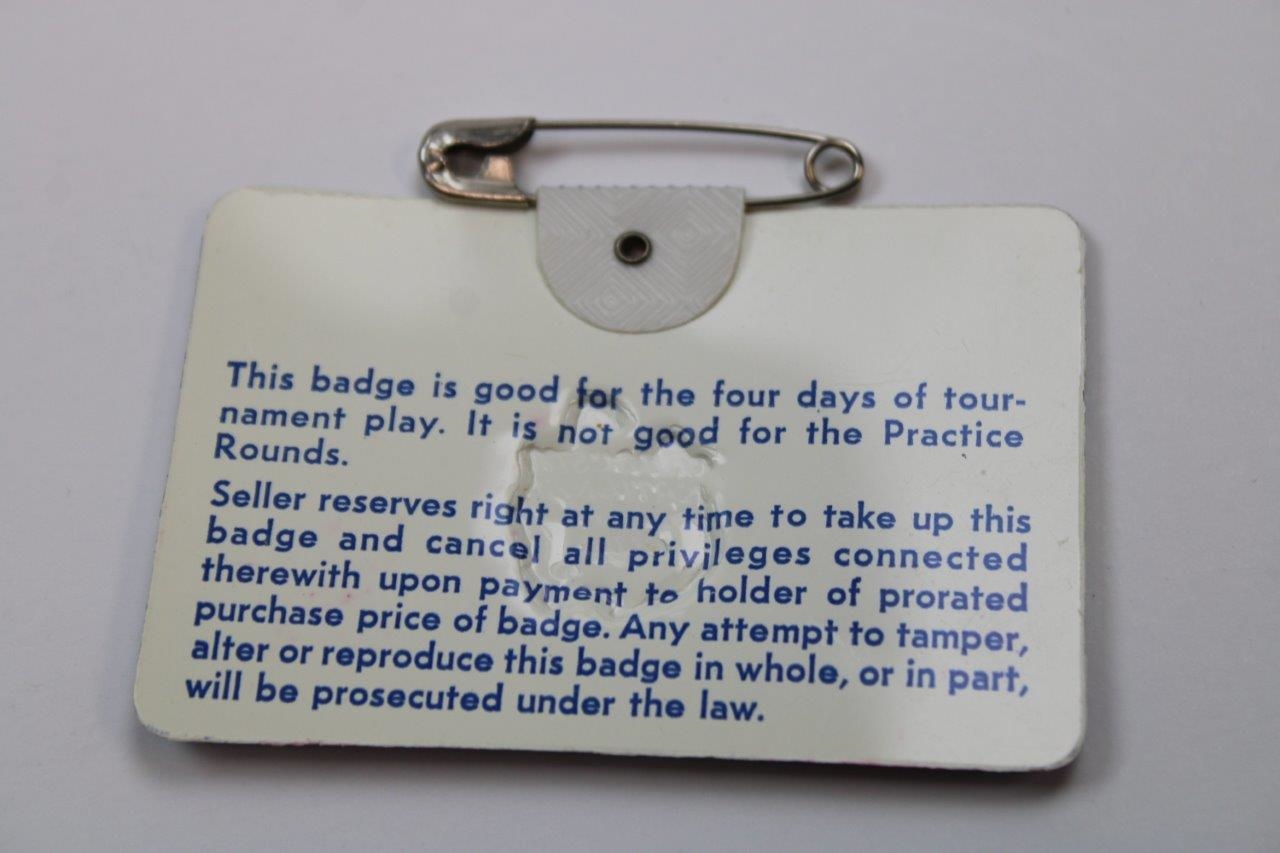 This badge is good for the four days of tour-
nament play. It is not good for the Practice
Rounds.
Seller reserves right at any time to take up this
badge and cancel all privileges connected
therewith upon payment to holder of prorated
purchase price of badge. Any attempt to tamper,
alter or reproduce this badge in whole, or in part,
will be prosecuted under the law.